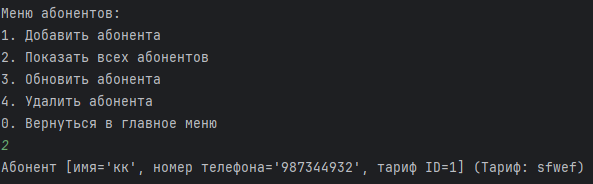 Меню абонентов:
1. Добавить абонента
2. Показать всех абонентов
3. Обновить абонента
4. Удалить абонента
0. Вернуться в главное меню
2
Абонент [имя='кк', номер телефона='987344932', тариф ID=1] (Тариф: sfwef)